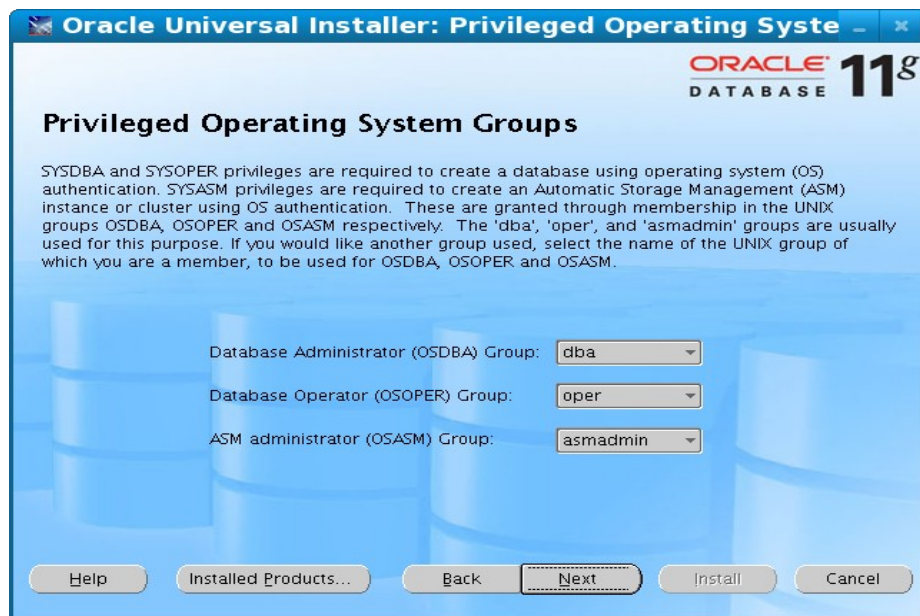 Oracle Universal Installer: Privileged Operating Syste
ORACLE 11g
DATABASE
Privileged Operating System Groups
SYSDBA and SYSOPER privileges are required to create a database using operating system (OS)
authentication. SYSASM privileges are required to create an Automatic Storage Management (ASM)
instance or cluster using OS authentication. These are granted through membership in the UNIX
groups OSDBA, OSOPER and OSASM respectively. The 'dba', 'oper', and 'asmadmin' groups are usually
used for this purpose. If you would like another group used, select the name of the UNIX group of
which you are a member, to be used for OSDBA, OSOPER and OSASM.
Database Administrator (OSDBA) Group: dba
Database Operator (OSOPER) Group: oper
ASM administrator (OSASM) Group: asmadmin
Help Installed Products... Back Next Install Cancel